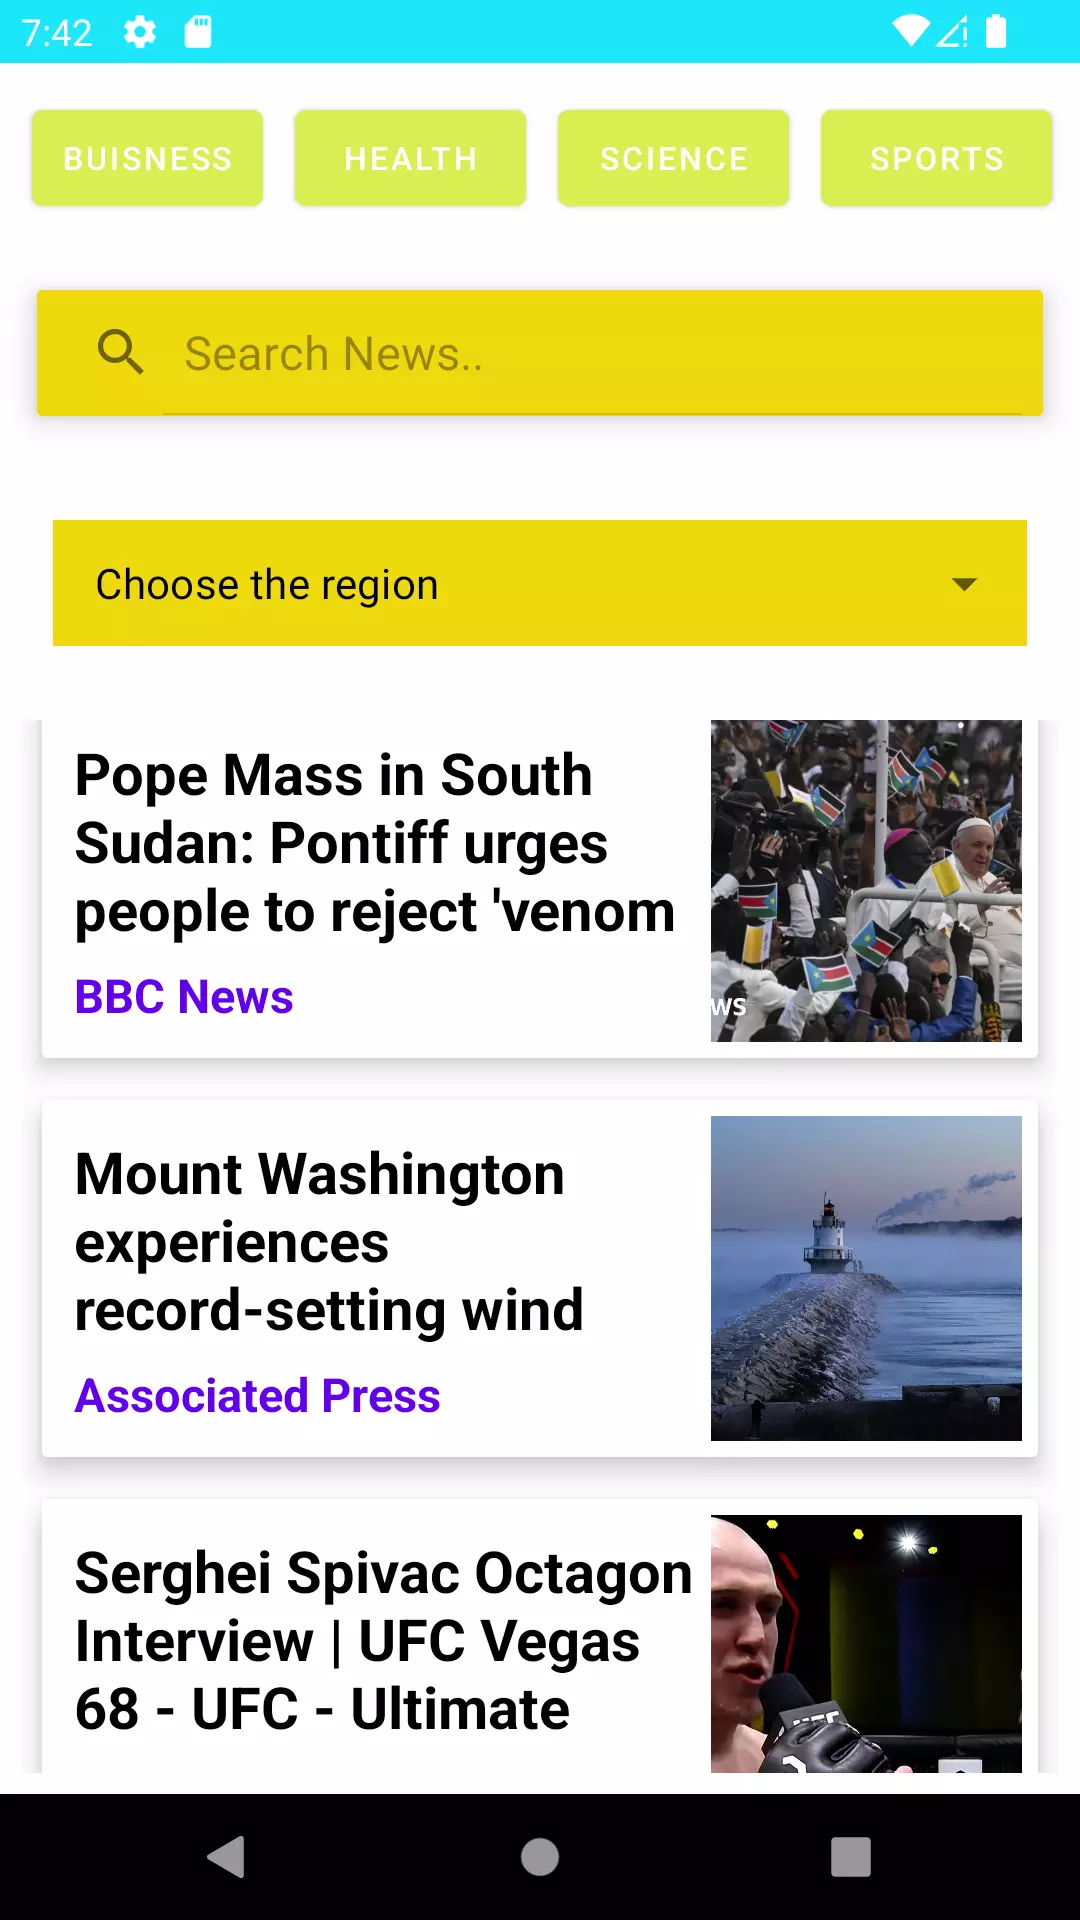 7:42
BUISNESS
HEALTH
SCIENCE
SPORTS
Search News..
Choose the region
Pope Mass in South
Sudan: Pontiff urges
people to reject 'venom
BBC News
WS
Mount Washington
experiences
record-setting wind
Associated Press
Serghei Spivac Octagon
Interview | UFC Vegas
68 - UFC - Ultimate
UFC